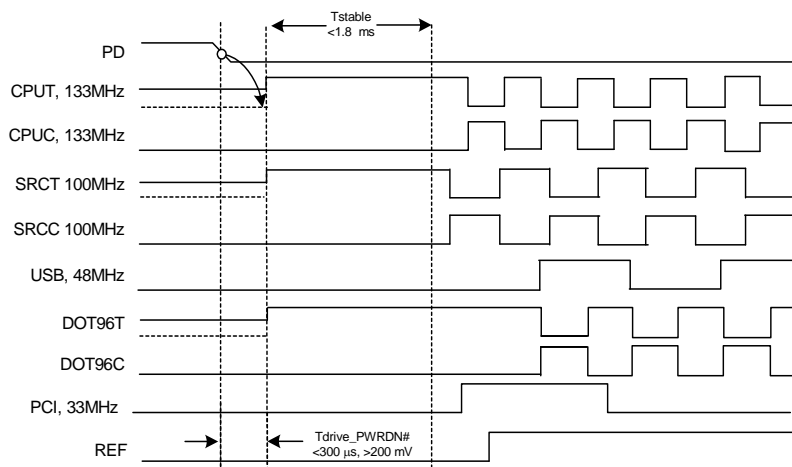 Tstable
<1.8 ms
PD
CPUT, 133MHz
CPUC, 133MHz
SRCT 100MHz
SRCC 100MHz
USB, 48MHz
DOT96T
DOT96C
PCI, 33MHz
Tdrive_PWRDN#
<300 µs, >200 mV
REF